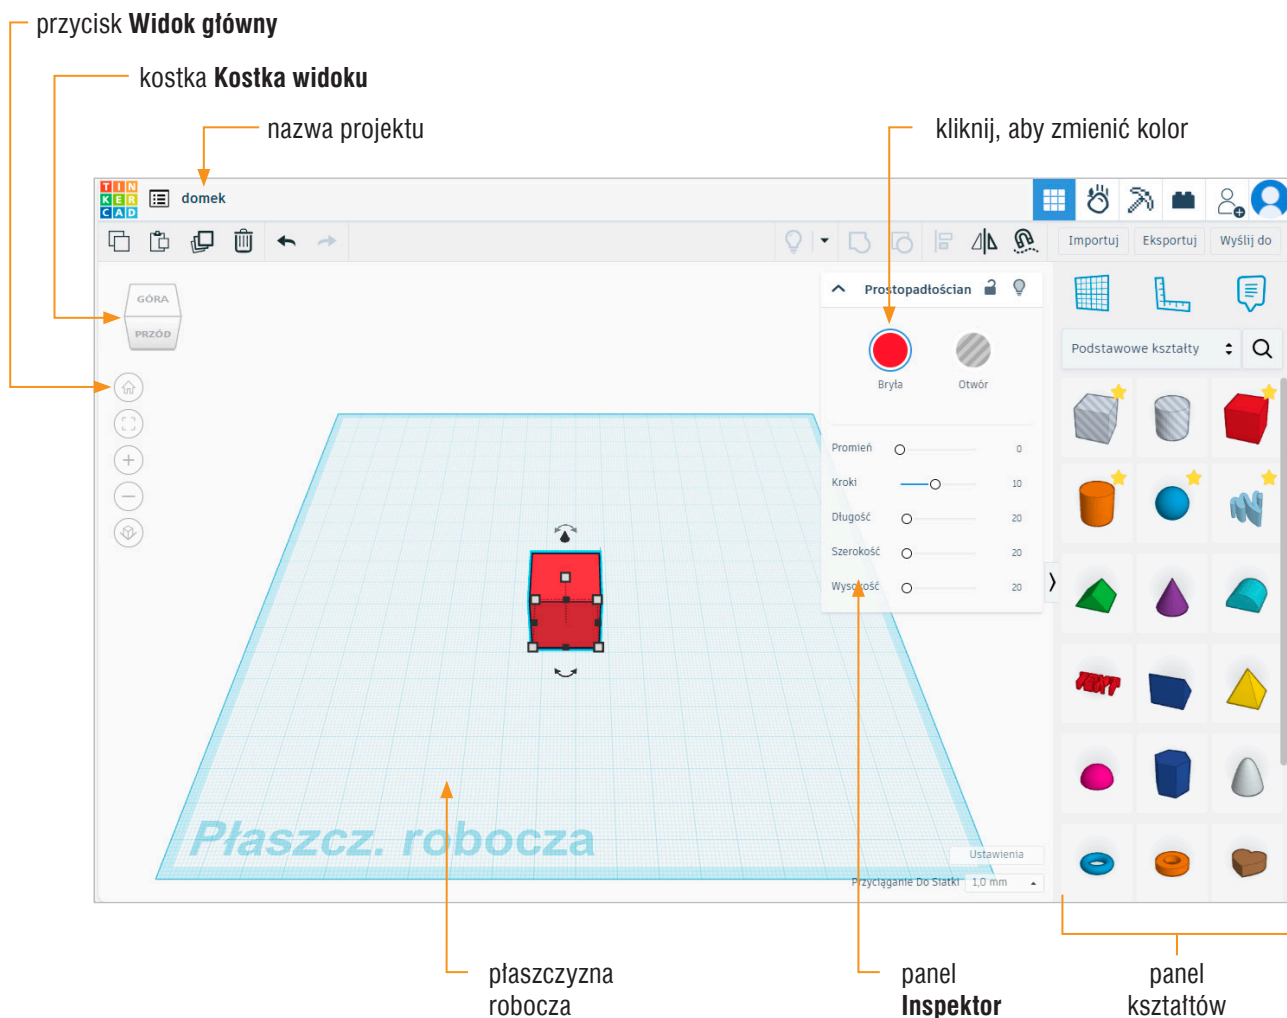 przycisk Widok główny
kostka Kostka widoku
nazwa projektu
kliknij, aby zmienić kolor
TIN
KER
CAD
domek
Importuj
Eksportuj
Wyślij do
GÓRA
PRZÓD
Prostopadłościan
Bryła
Otwór
Promień 0
Kroki 10
Długość 20
Szerokość 20
Wysokość 20
Podstawowe kształty
TEXT
Płaszcz. robocza
Ustawienia
Przyciąganie Do Siatki 1,0 mm
płaszczyzna
robocza
panel
Inspektor
panel
kształtów